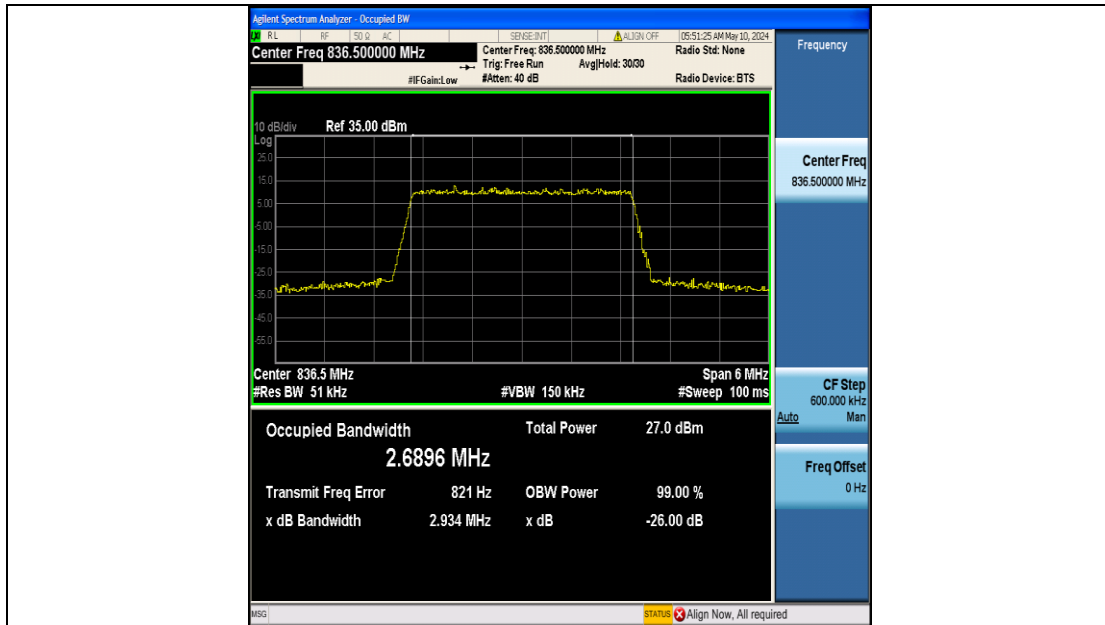 Agilent Spectrum Analyzer - Occupied BW
RL RF 50 Ω AC SENSE:INT ALIGN OFF 05:51:25 AM May 10, 2024
Center Freq 836.500000 MHz
Center Freq: 836.500000 MHz Radio Std: None
Trig: Free Run Avg|Hold: 30/30
#IFGain:Low #Atten: 40 dB Radio Device: BTS
10 dB/div Ref 35.00 dBm
Log
25.0
15.0
5.00
-5.00
-15.0
-25.0
-35.0
-45.0
-55.0
Center 836.5 MHz Span 6 MHz
#Res BW 51 kHz #VBW 150 kHz #Sweep 100 ms
Occupied Bandwidth Total Power 27.0 dBm
2.6896 MHz
Transmit Freq Error 821 Hz OBW Power 99.00 %
x dB Bandwidth 2.934 MHz x dB -26.00 dB
MSG STATUS Align Now, All required
Frequency
Center Freq
836.500000 MHz
CF Step
600.000 kHz
Auto Man
Freq Offset
0 Hz